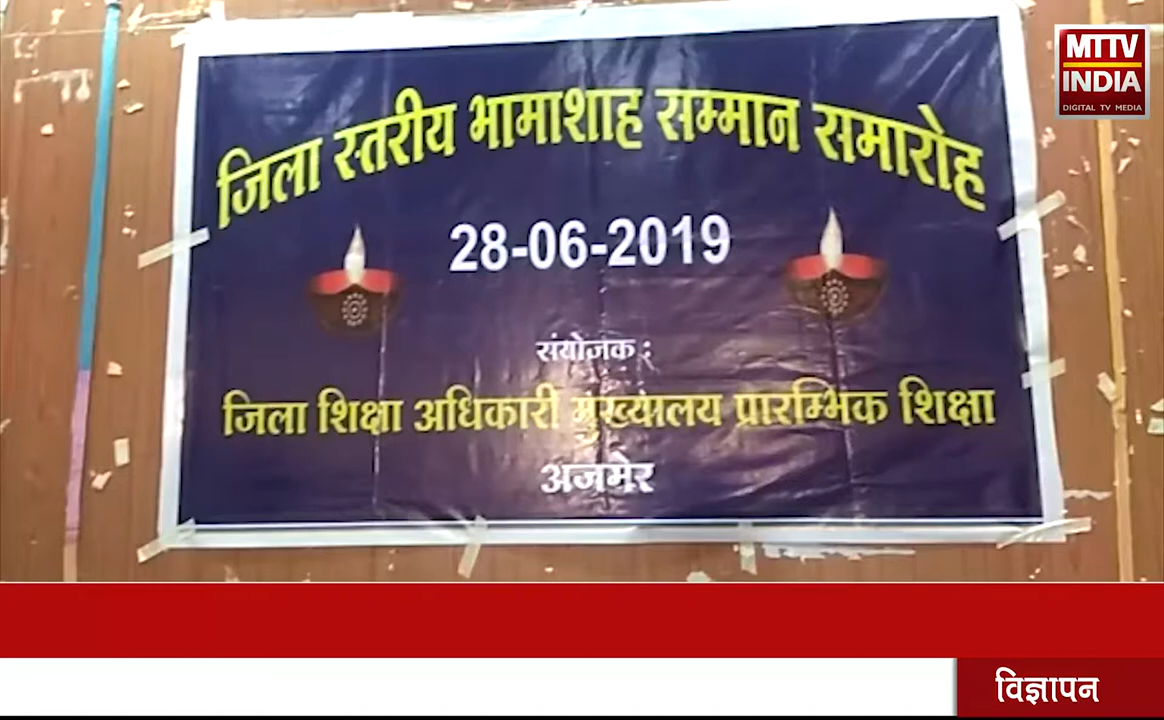 जिला स्तरीय भामाशाह सम्मान समारोह
28-06-2019
संयोजक :
जिला शिक्षा अधिकारी मुख्यालय प्रारम्भिक शिक्षा
अजमेर
MTTV
INDIA
DIGITAL TV MEDIA
विज्ञापन